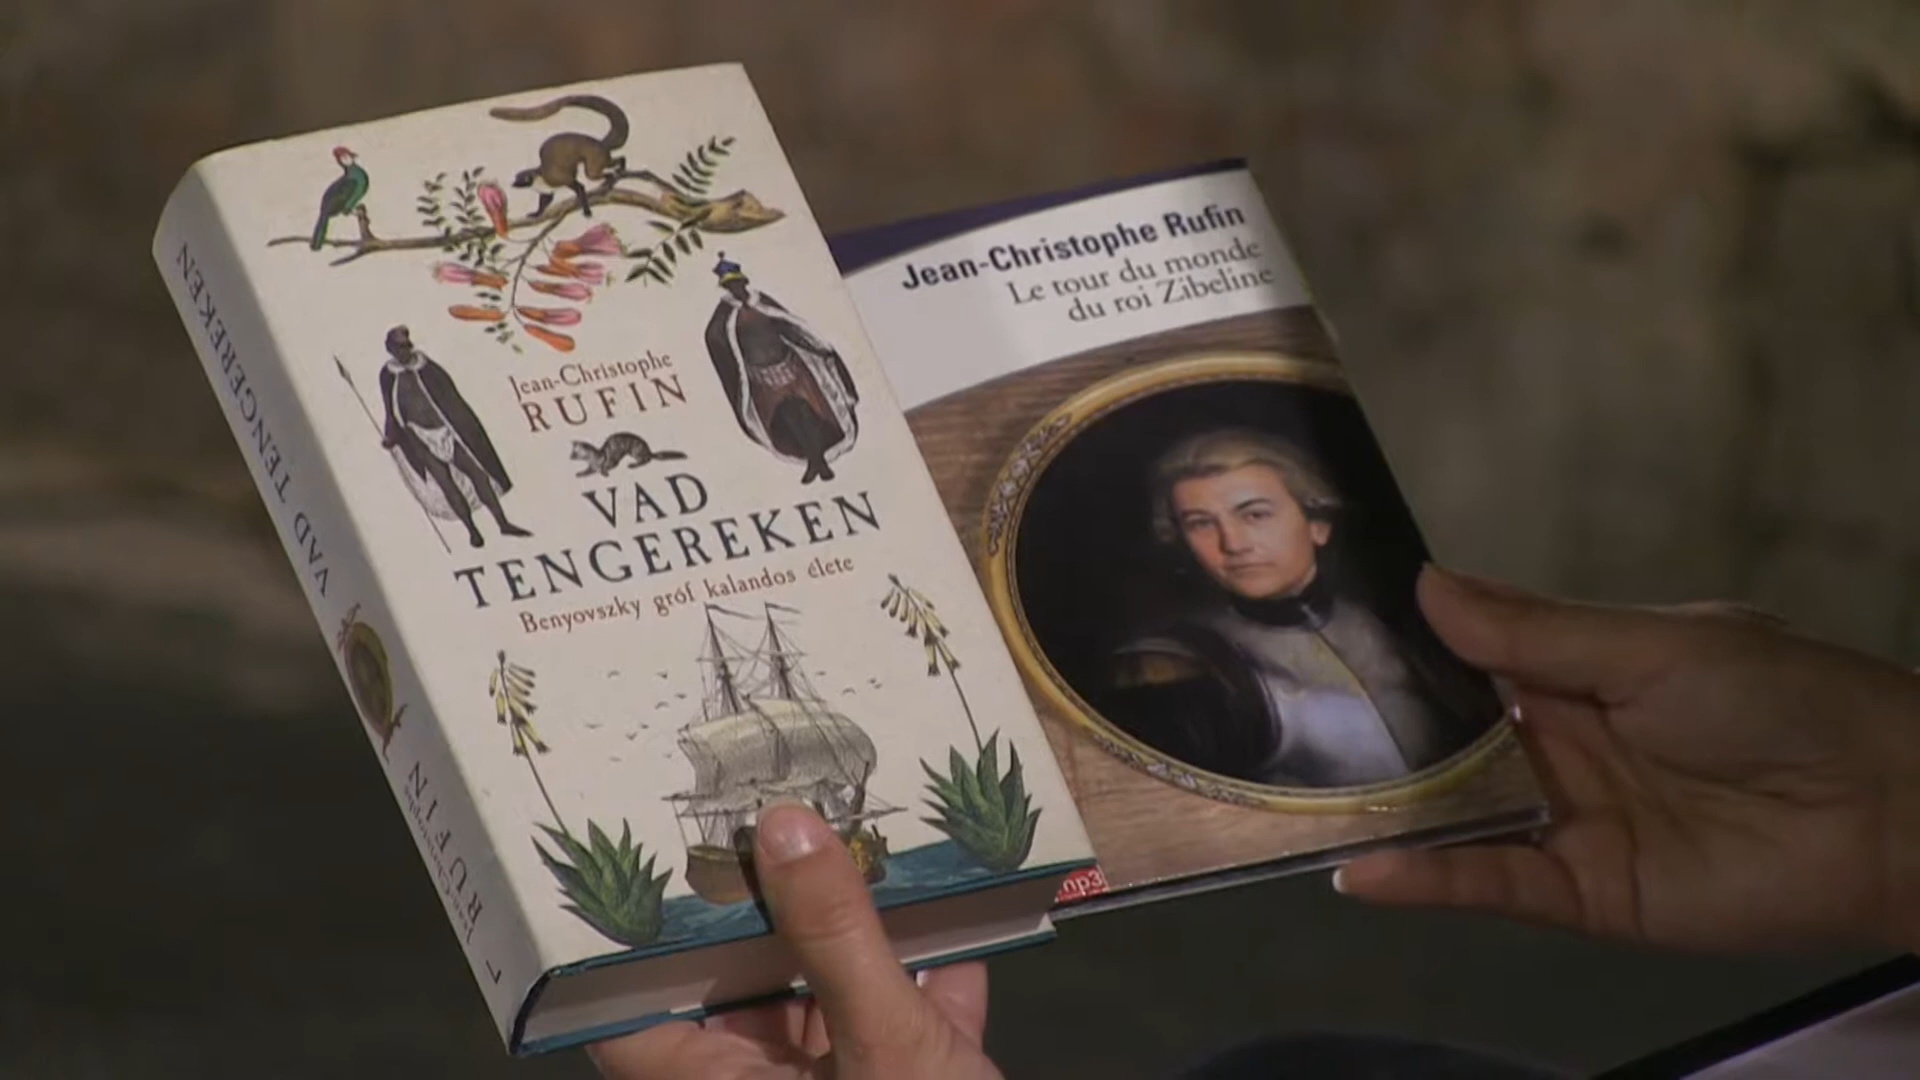 VAD TENGEREKEN
RUFIN
Jean-Christophe
RUFIN
VAD
TENGEREKEN
Benyovszky gróf kalandos élete
Jean-Christophe Rufin
Le tour du monde
du roi Zibeline
mp3